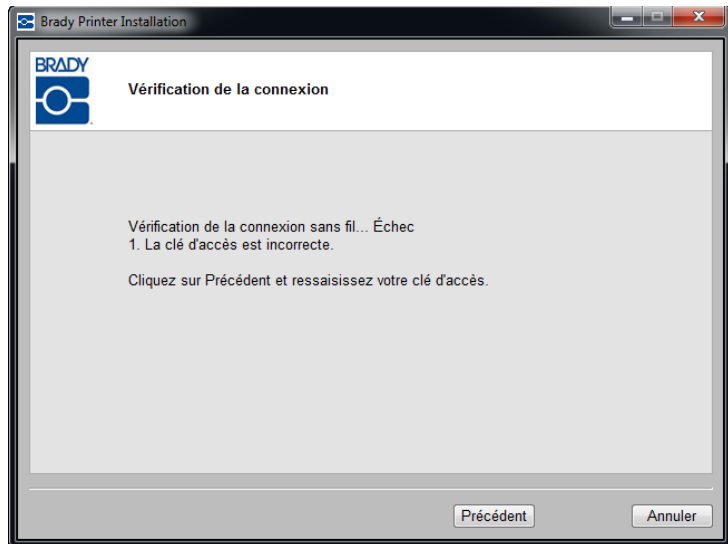 Brady Printer Installation
BRADY
Vérification de la connexion
Vérification de la connexion sans fil... Échec
1. La clé d'accès est incorrecte.
Cliquez sur Précédent et ressaisissez votre clé d'accès.
Précédent
Annuler